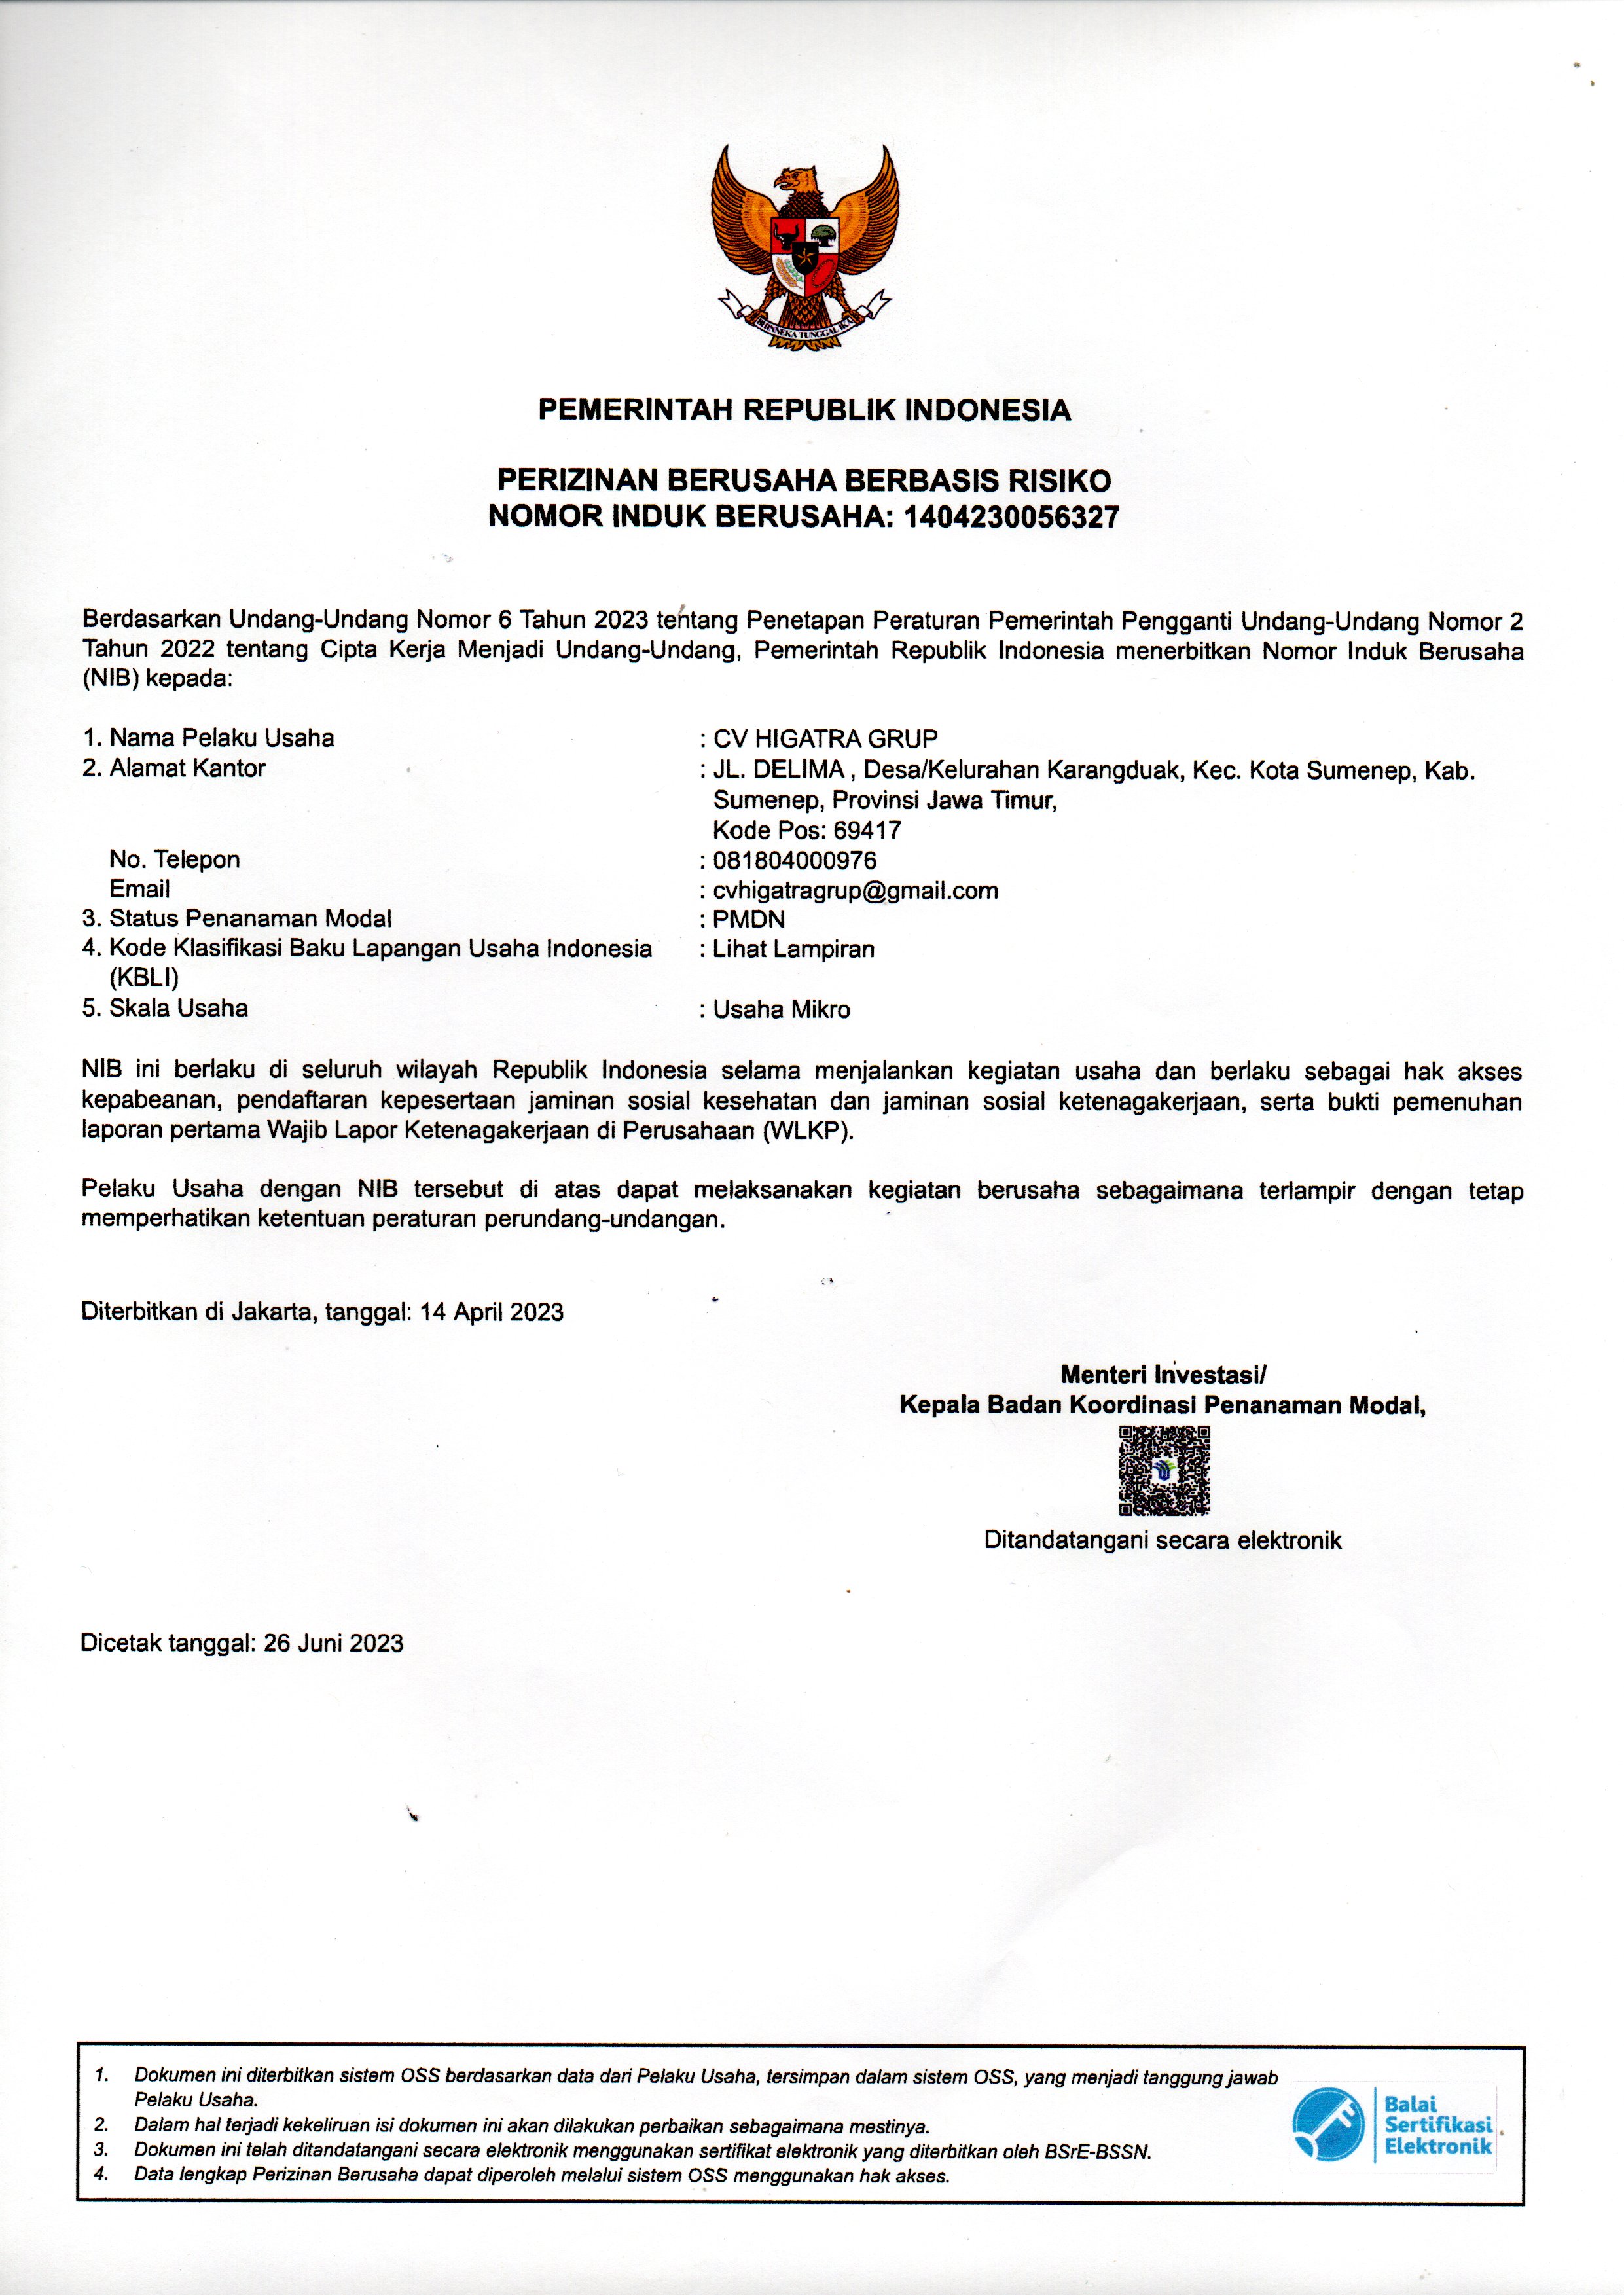 BHINNEKA TUNGGAL IKA
PEMERINTAH REPUBLIK INDONESIA
PERIZINAN BERUSAHA BERBASIS RISIKO
NOMOR INDUK BERUSAHA: 1404230056327
Berdasarkan Undang-Undang Nomor 6 Tahun 2023 tentang Penetapan Peraturan Pemerintah Pengganti Undang-Undang Nomor 2
Tahun 2022 tentang Cipta Kerja Menjadi Undang-Undang, Pemerintah Republik Indonesia menerbitkan Nomor Induk Berusaha
(NIB) kepada:
1. Nama Pelaku Usaha : CV HIGATRA GRUP
2. Alamat Kantor : JL. DELIMA , Desa/Kelurahan Karangduak, Kec. Kota Sumenep, Kab.
Sumenep, Provinsi Jawa Timur,
Kode Pos: 69417
No. Telepon : 081804000976
Email : cvhigatragrup@gmail.com
3. Status Penanaman Modal : PMDN
4. Kode Klasifikasi Baku Lapangan Usaha Indonesia : Lihat Lampiran
(KBLI)
5. Skala Usaha : Usaha Mikro
NIB ini berlaku di seluruh wilayah Republik Indonesia selama menjalankan kegiatan usaha dan berlaku sebagai hak akses
kepabeanan, pendaftaran kepesertaan jaminan sosial kesehatan dan jaminan sosial ketenagakerjaan, serta bukti pemenuhan
laporan pertama Wajib Lapor Ketenagakerjaan di Perusahaan (WLKP).
Pelaku Usaha dengan NIB tersebut di atas dapat melaksanakan kegiatan berusaha sebagaimana terlampir dengan tetap
memperhatikan ketentuan peraturan perundang-undangan.
Diterbitkan di Jakarta, tanggal: 14 April 2023
Menteri Investasi/
Kepala Badan Koordinasi Penanaman Modal,
Ditandatangani secara elektronik
Dicetak tanggal: 26 Juni 2023
1. Dokumen ini diterbitkan sistem OSS berdasarkan data dari Pelaku Usaha, tersimpan dalam sistem OSS, yang menjadi tanggung jawab
Pelaku Usaha.
2. Dalam hal terjadi kekeliruan isi dokumen ini akan dilakukan perbaikan sebagaimana mestinya.
3. Dokumen ini telah ditandatangani secara elektronik menggunakan sertifikat elektronik yang diterbitkan oleh BSrE-BSSN.
4. Data lengkap Perizinan Berusaha dapat diperoleh melalui sistem OSS menggunakan hak akses.
Balai
Sertifikasi
Elektronik